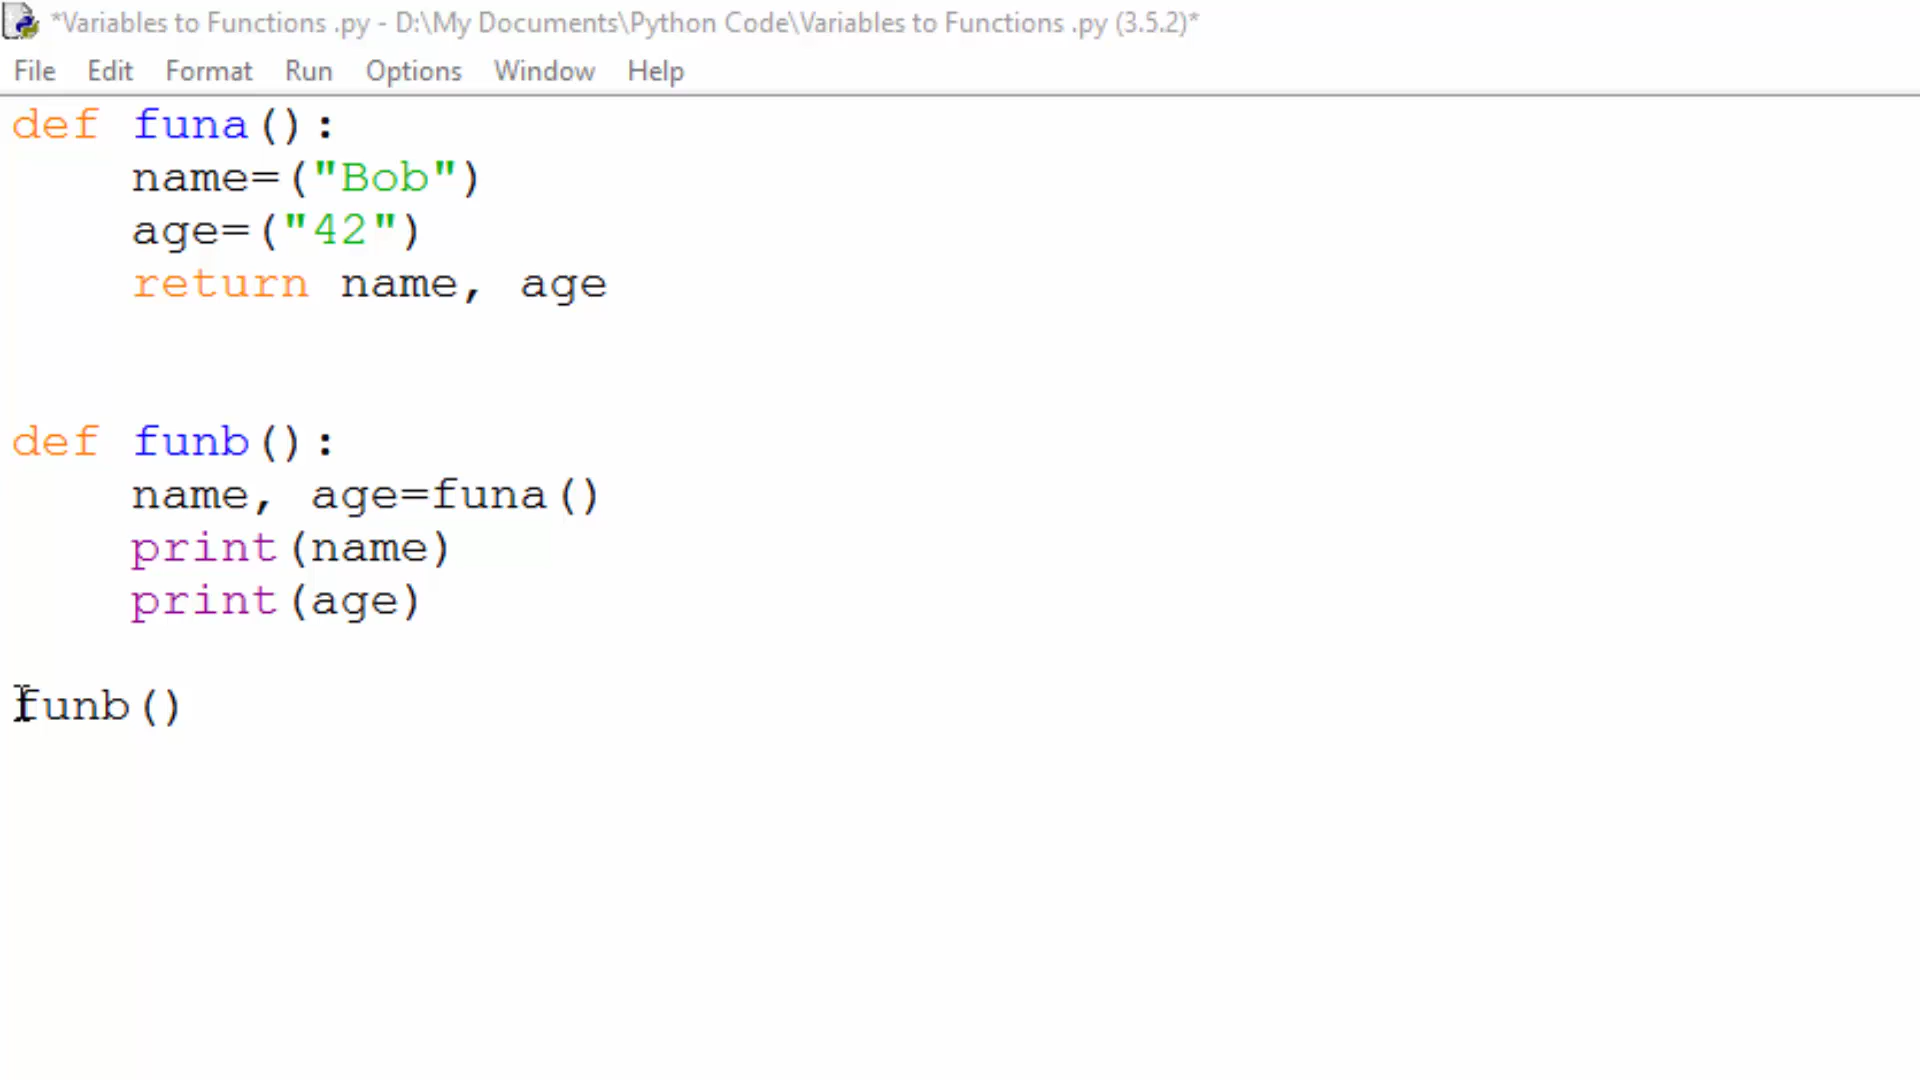 *Variables to Functions .py - D:\My Documents\Python Code\Variables to Functions .py (3.5.2)*
File Edit Format Run Options Window Help
def funa():
    name=("Bob")
    age=("42")
    return name, age
def funb():
    name, age=funa()
    print(name)
    print(age)
funb()